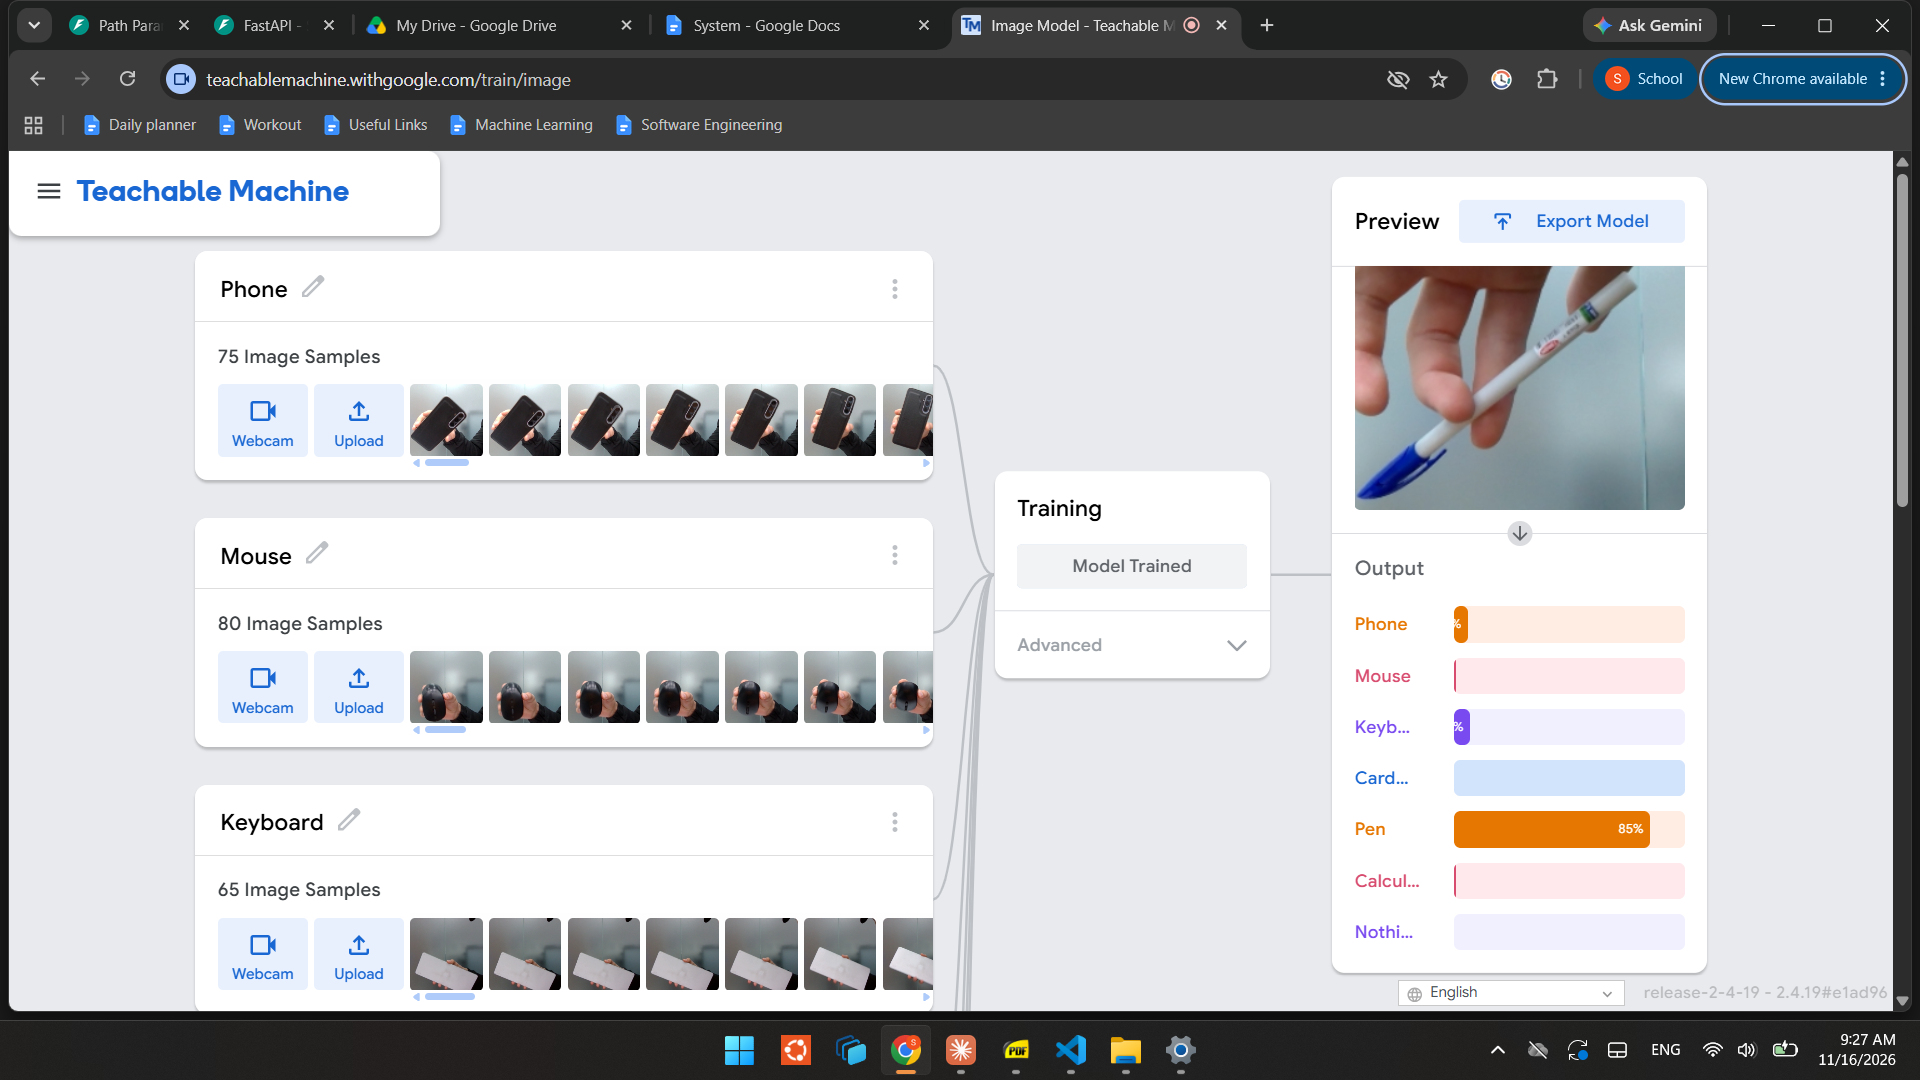 Path Para
FastAPI -
My Drive - Google Drive
System - Google Docs
Image Model - Teachable M
Ask Gemini
teachablemachine.withgoogle.com/train/image
S School
New Chrome available
Daily planner
Workout
Useful Links
Machine Learning
Software Engineering
Teachable Machine
Phone
75 Image Samples
Webcam
Upload
Mouse
80 Image Samples
Webcam
Upload
Keyboard
65 Image Samples
Webcam
Upload
Training
Model Trained
Advanced
Preview
Export Model
Output
Phone
%
Mouse
Keyb...
%
Card...
Pen
85%
Calcul...
Nothi...
English
release-2-4-19 - 2.4.19#e1ad96
PDF
ENG
9:27 AM
11/16/2026